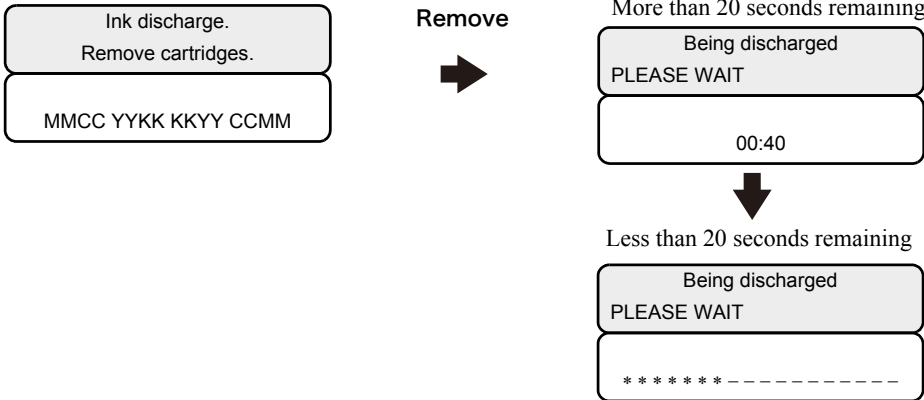 Ink discharge.
Remove cartridges.
MMCC YYKK KKYY CCMM
Remove
More than 20 seconds remaining
Being discharged
PLEASE WAIT
00:40
Less than 20 seconds remaining
Being discharged
PLEASE WAIT
* * * * * * * – – – – – – – – – – –